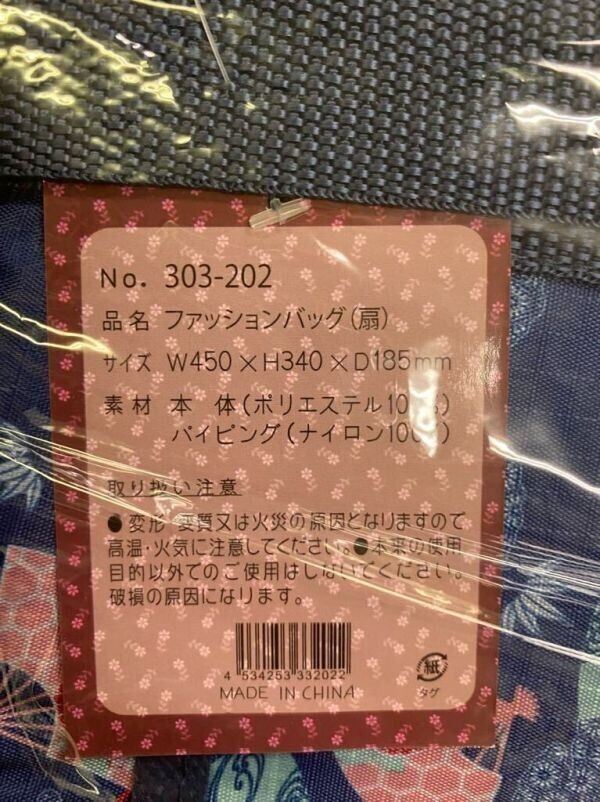 No. 303-202
品名 ファッションバッグ(扇)
サイズ W450×H340×D185mm
素材 本 体(ポリエステル100%)
パイピング(ナイロン100%)
取り扱い注意
●変形・変質又は火災の原因となりますので
高温・火気に注意してください。●本来の使用
目的以外でのご使用はしないでください。
破損の原因になります。
4 534253 332022
MADE IN CHINA
紙
タグ